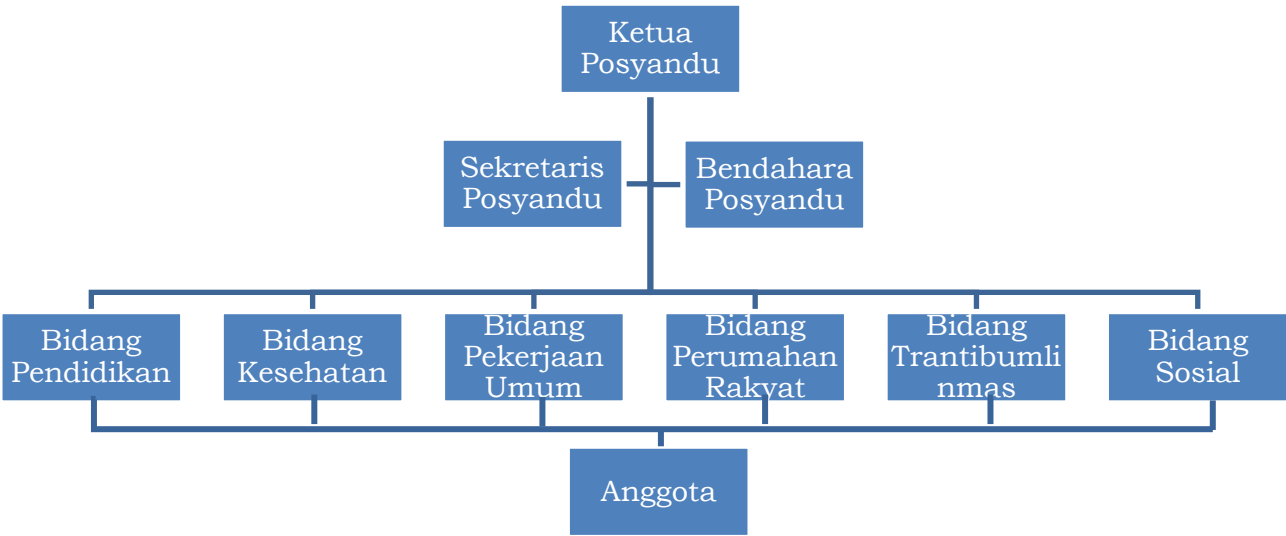 Ketua
Posyandu
Sekretaris
Posyandu
Bendahara
Posyandu
Bidang
Pendidikan
Bidang
Kesehatan
Bidang
Pekerjaan
Umum
Bidang
Perumahan
Rakyat
Bidang
Trantibumli
nmas
Bidang
Sosial
Anggota